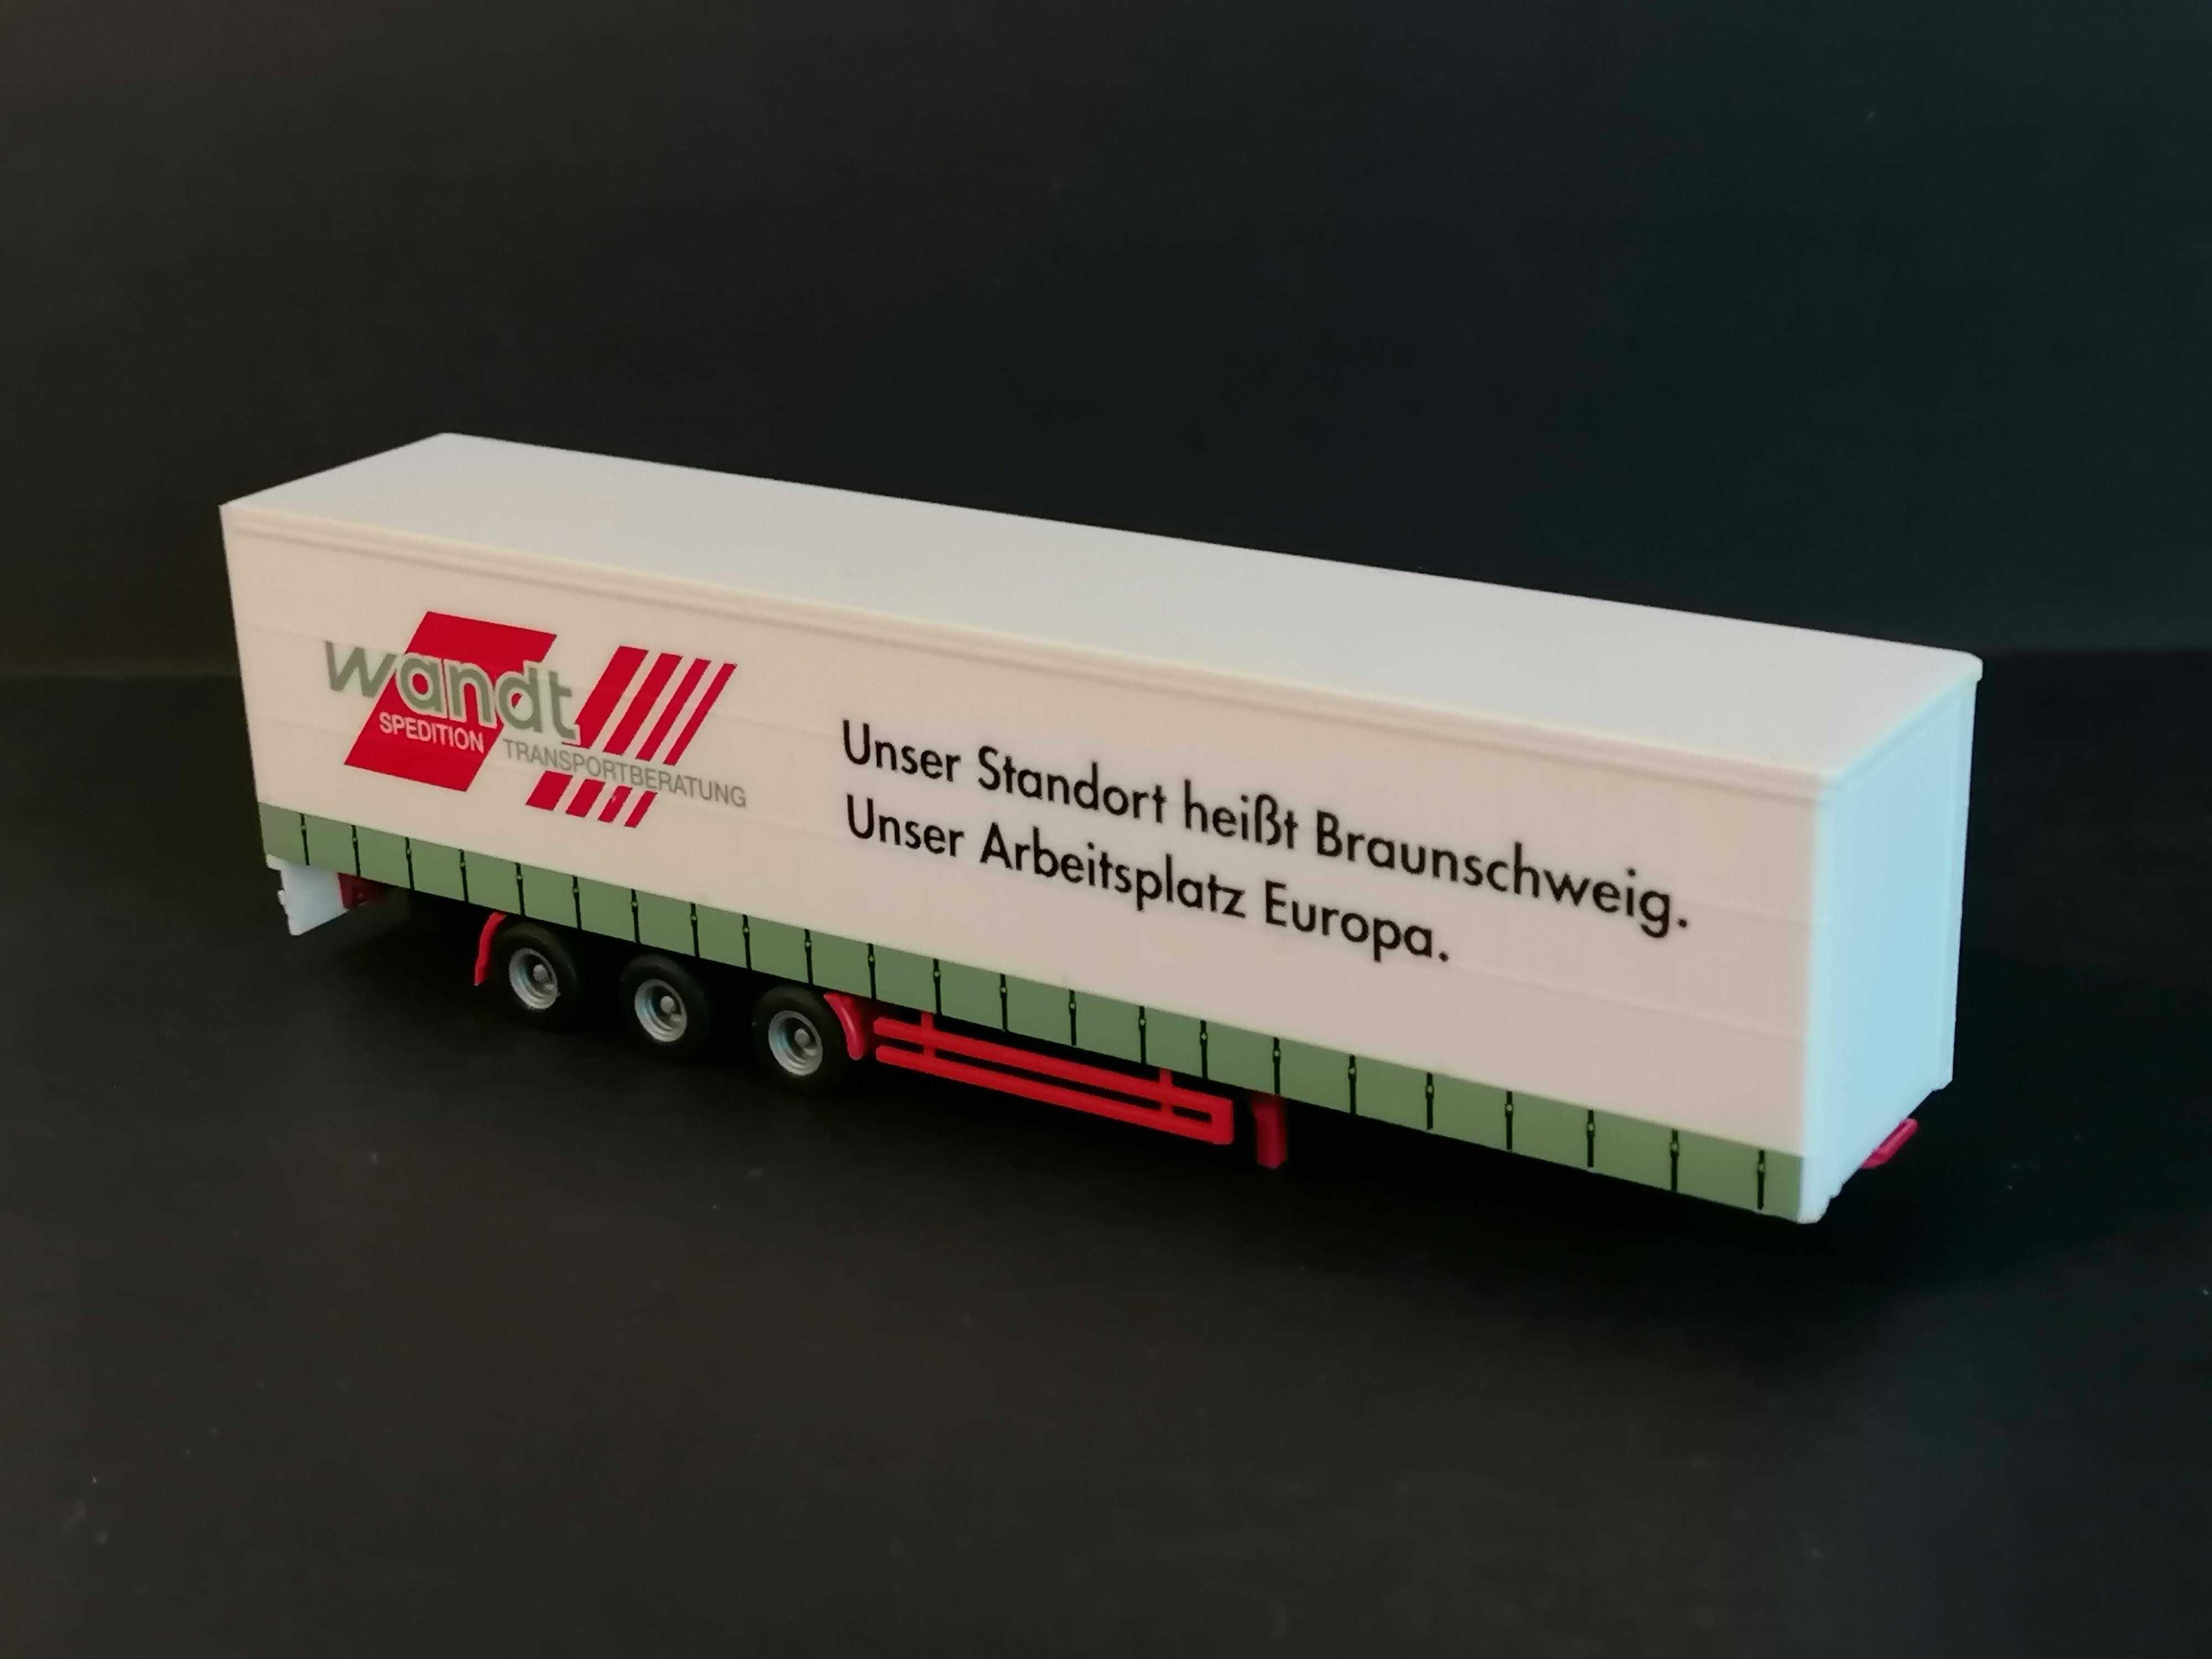 wandt
SPEDITION
TRANSPORTBERATUNG
Unser Standort heißt Braunschweig.
Unser Arbeitsplatz Europa.